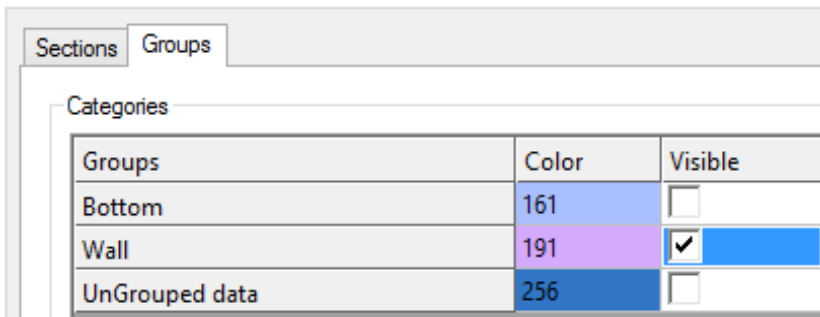 Sections Groups
Categories
Groups Color Visible
Bottom 161
Wall 191
UnGrouped data 256